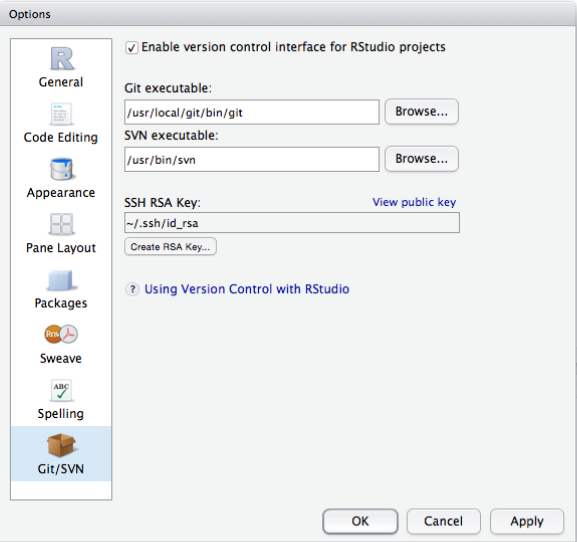 Options
General
Code Editing
Appearance
Pane Layout
Packages
Sweave
ABC
Spelling
Git/SVN
Enable version control interface for RStudio projects
Git executable:
/usr/local/git/bin/git
Browse...
SVN executable:
/usr/bin/svn
Browse...
SSH RSA Key:
View public key
~/.ssh/id_rsa
Create RSA Key...
? Using Version Control with RStudio
OK
Cancel
Apply